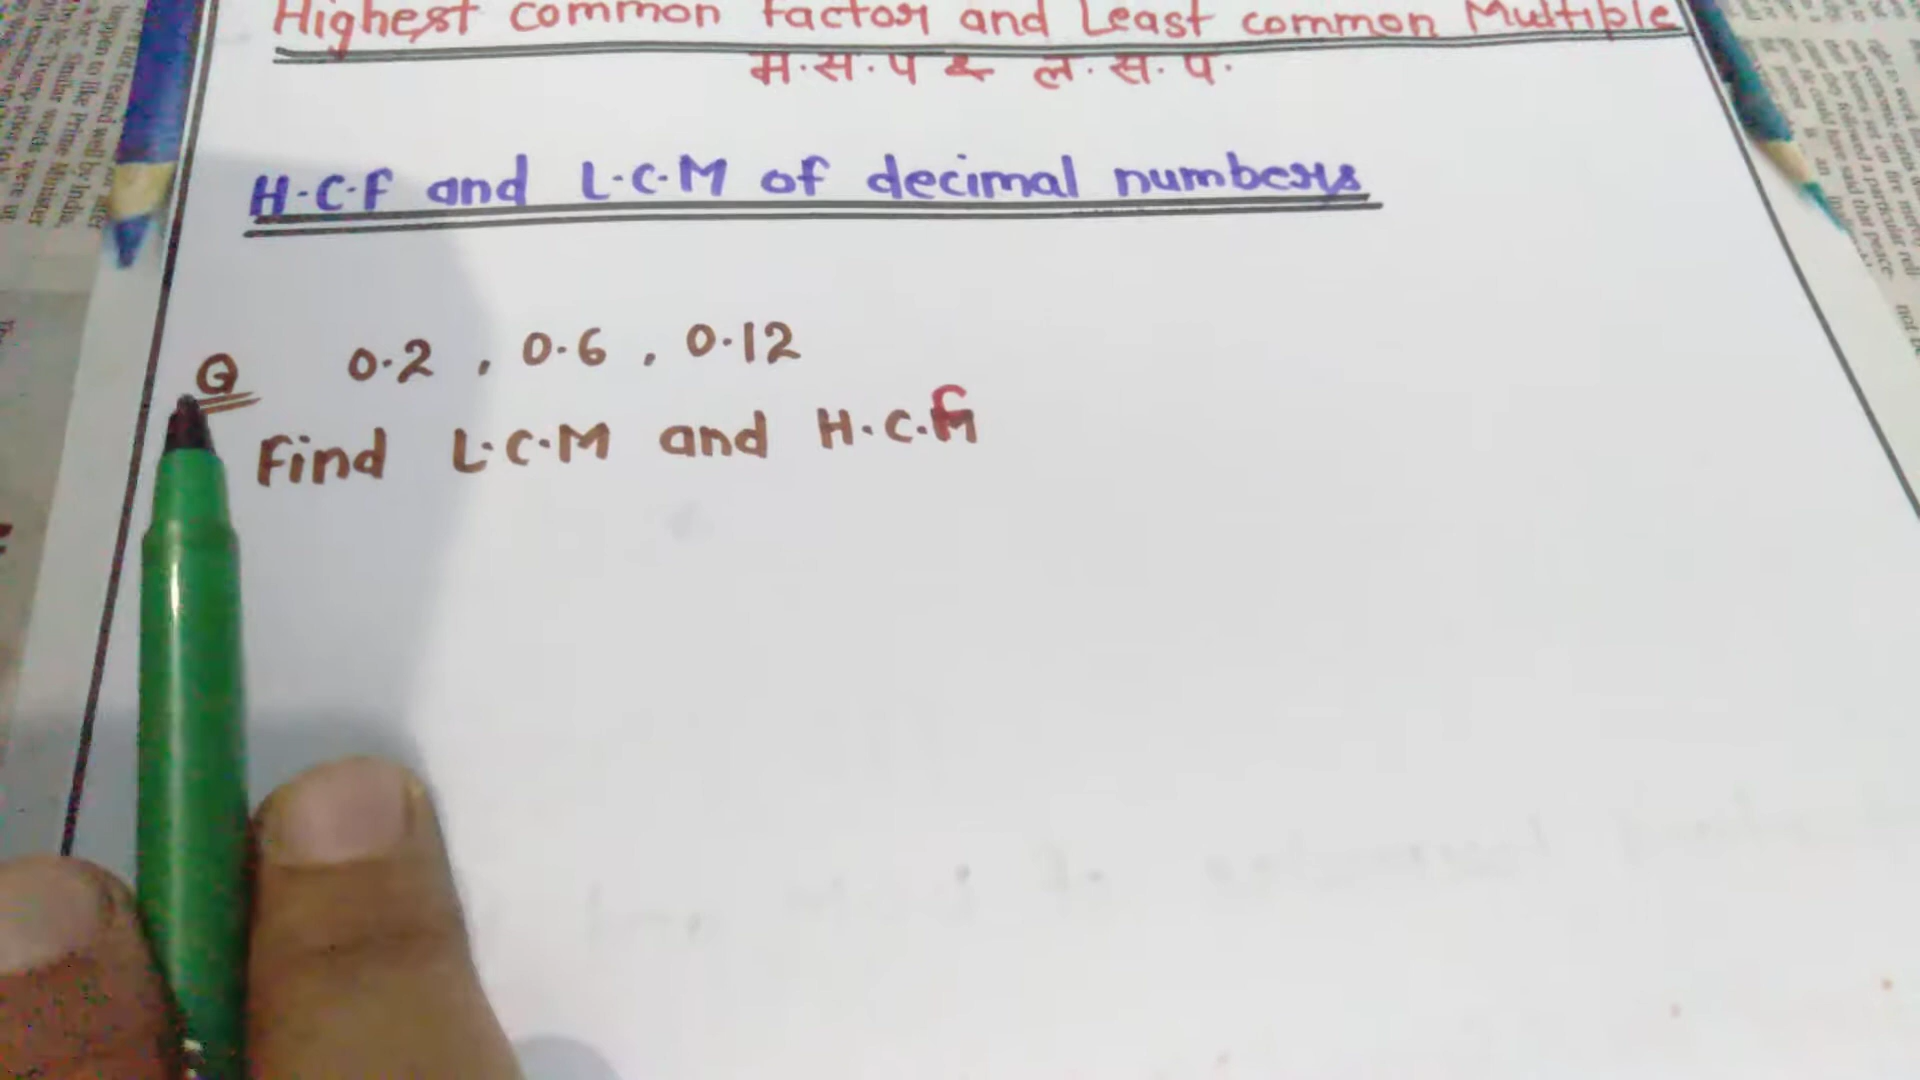 Highest common factor and Least common Multiple
म.स.प & ल.स.प.
H.C.F and L.C.M of decimal numbers
Q 0.2 , 0.6 , 0.12
Find L.C.M and H.C.F